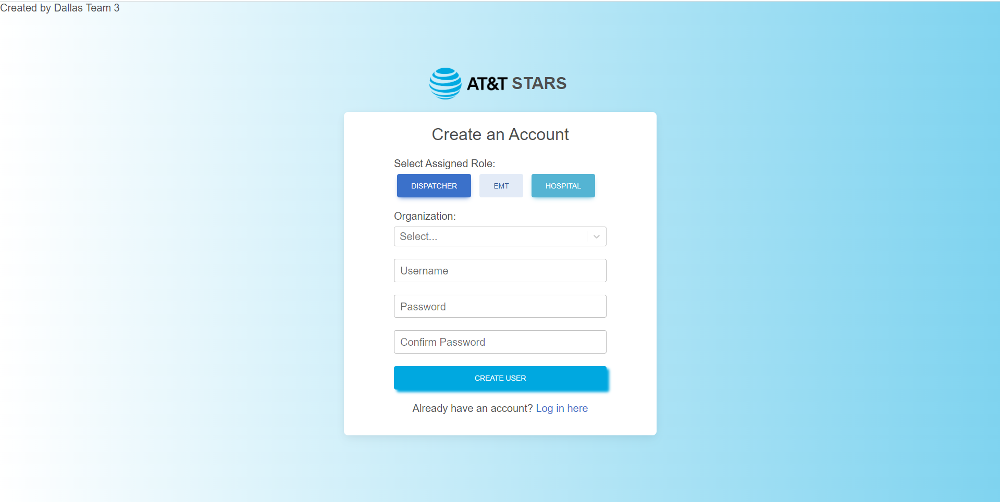 Created by Dallas Team 3
AT&T STARS
Create an Account
Select Assigned Role:
DISPATCHER EMT HOSPITAL
Organization:
Select...
Username
Password
Confirm Password
CREATE USER
Already have an account? Log in here